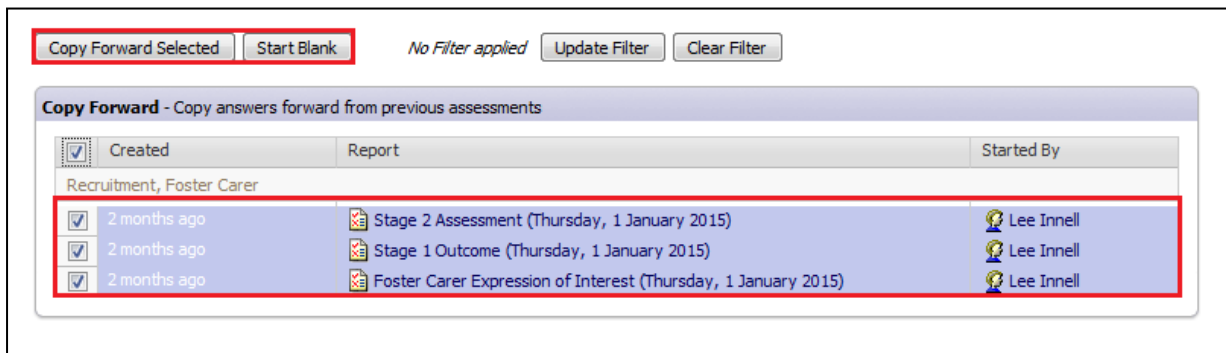 Copy Forward Selected Start Blank No Filter applied Update Filter Clear Filter
Copy Forward - Copy answers forward from previous assessments
Created Report Started By
Recruitment, Foster Carer
2 months ago Stage 2 Assessment (Thursday, 1 January 2015) Lee Innell
2 months ago Stage 1 Outcome (Thursday, 1 January 2015) Lee Innell
2 months ago Foster Carer Expression of Interest (Thursday, 1 January 2015) Lee Innell